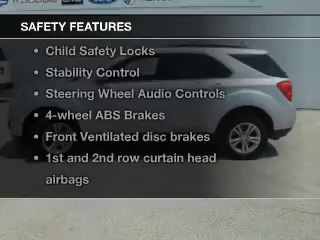 SAFETY FEATURES
• Child Safety Locks
• Stability Control
• Steering Wheel Audio Controls
• 4-wheel ABS Brakes
• Front Ventilated disc brakes
• 1st and 2nd row curtain head
airbags